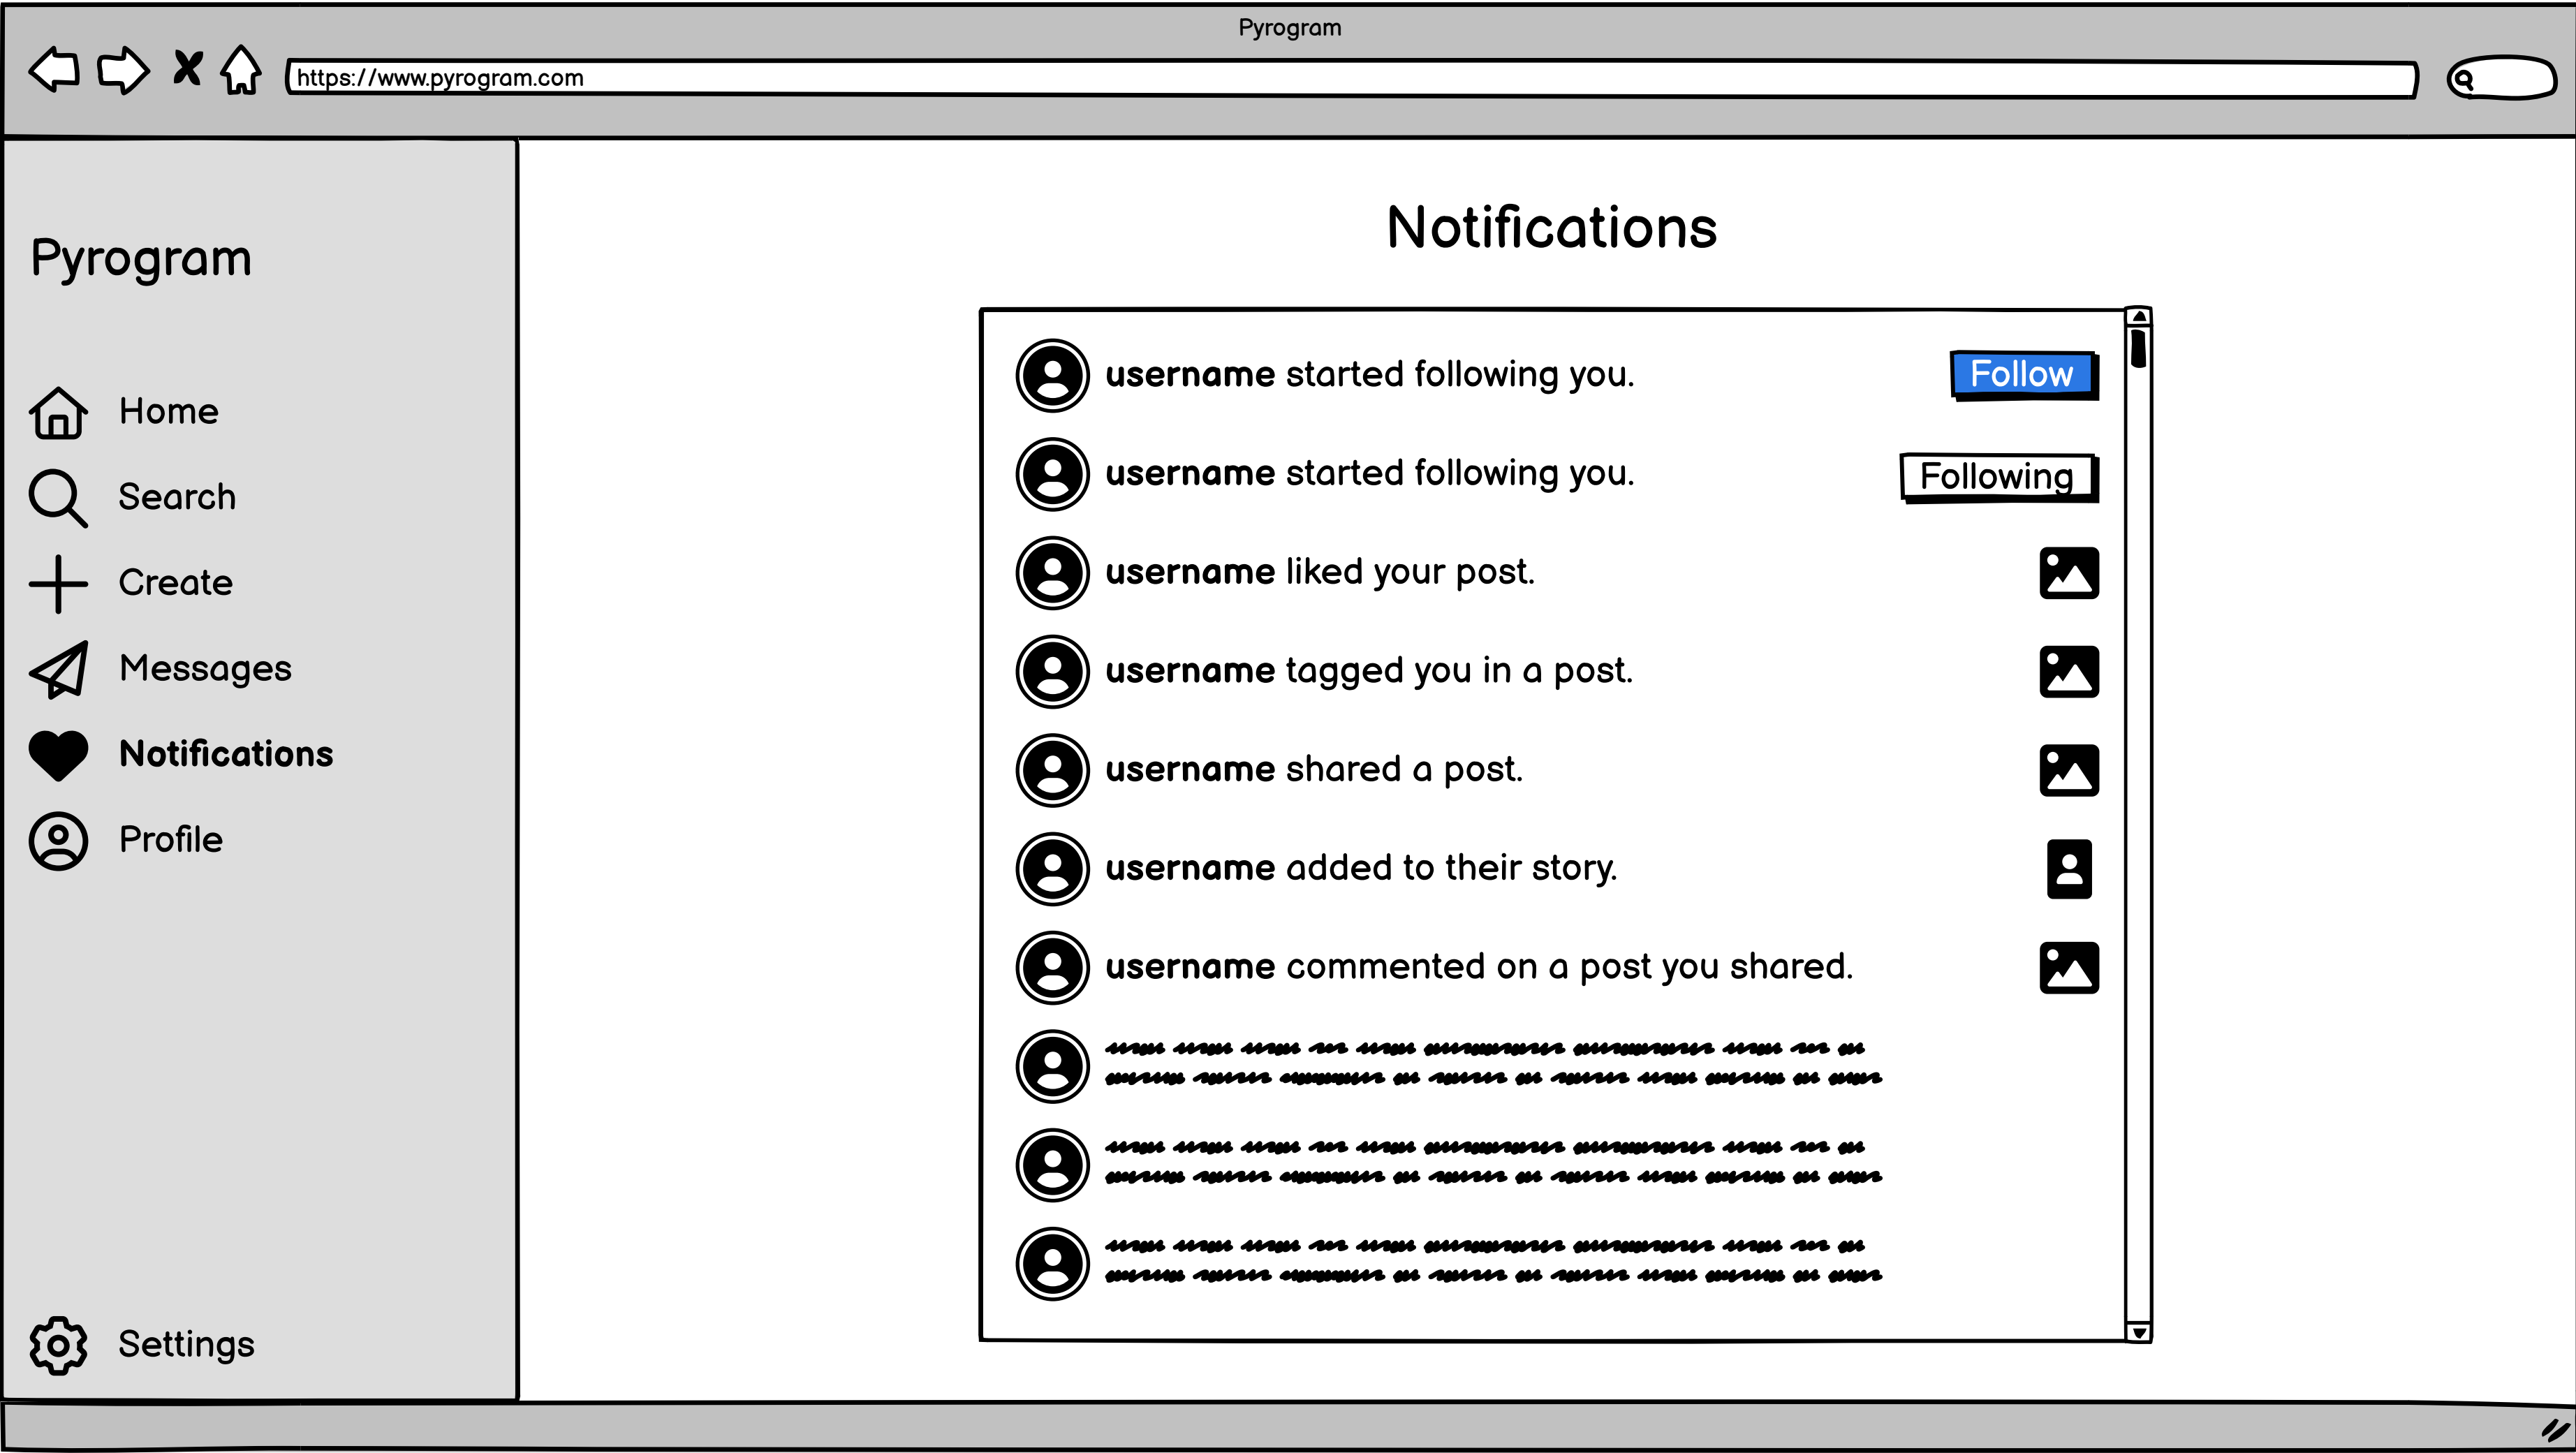 Pyrogram
https://www.pyrogram.com
Pyrogram
Home
Search
Create
Messages
Notifications
Profile
Settings
Notifications
username started following you.
Follow
username started following you.
Following
username liked your post.
username tagged you in a post.
username shared a post.
username added to their story.
username commented on a post you shared.